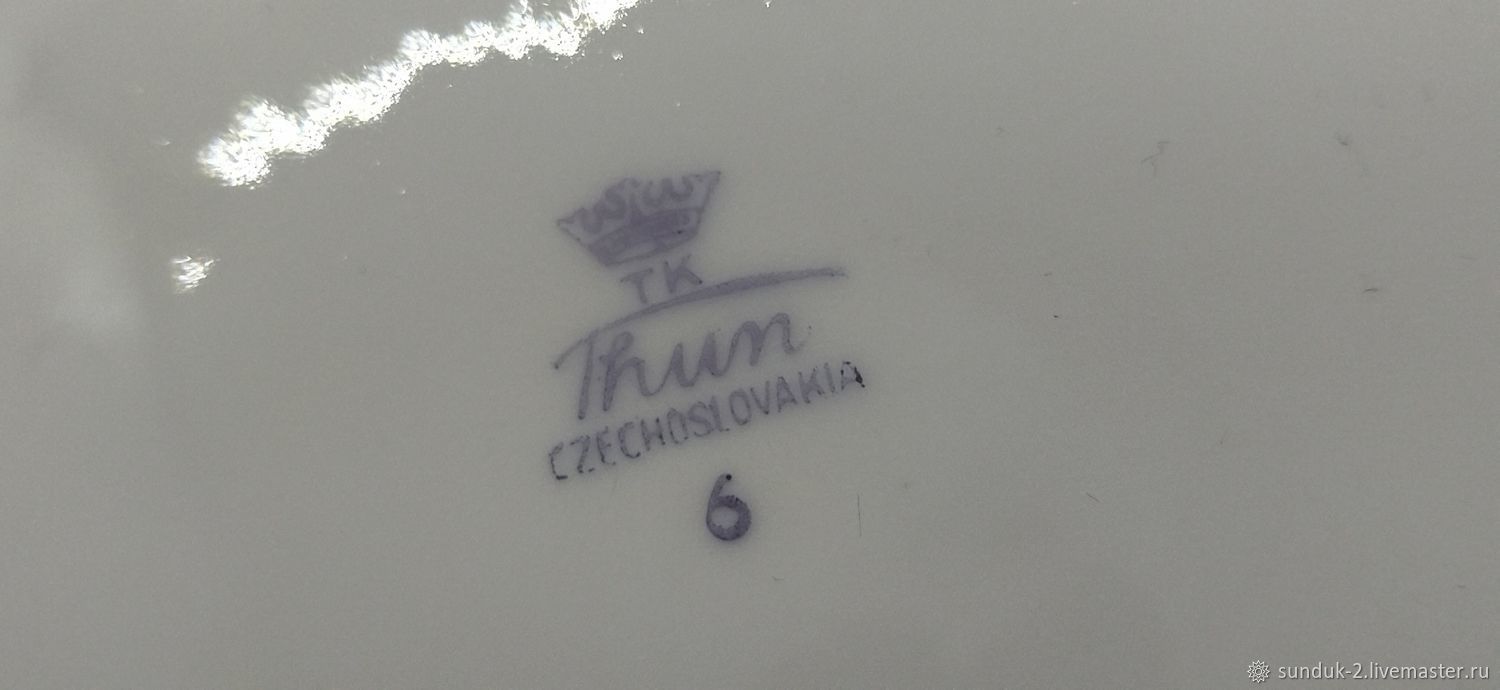 TK
Thun
CZECHOSLOVAKIA
6
sunduk-2.livemaster.ru